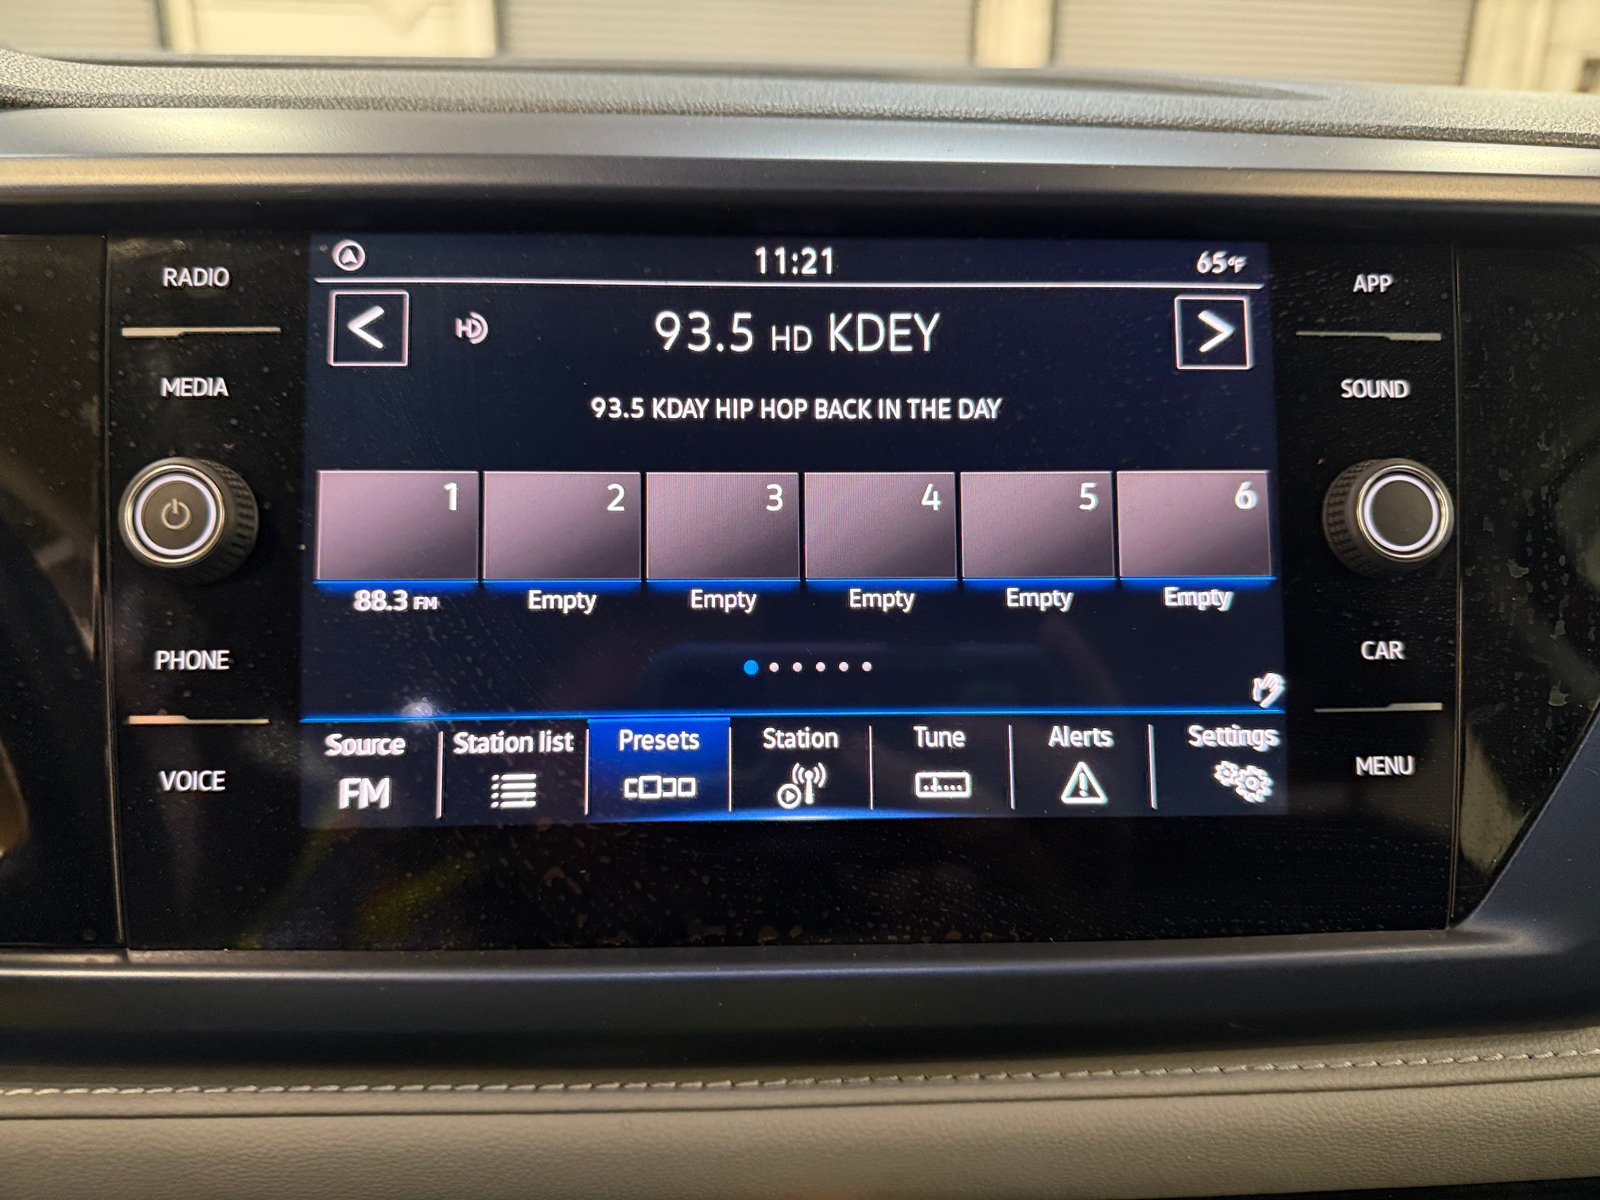 RADIO
MEDIA
PHONE
VOICE
11:21
65°F
HD
93.5 HD KDEY
93.5 KDAY HIP HOP BACK IN THE DAY
1
2
3
4
5
6
88.3 FM
Empty
Empty
Empty
Empty
Empty
Source
FM
Station list
Presets
Station
Tune
Alerts
Settings
APP
SOUND
CAR
MENU